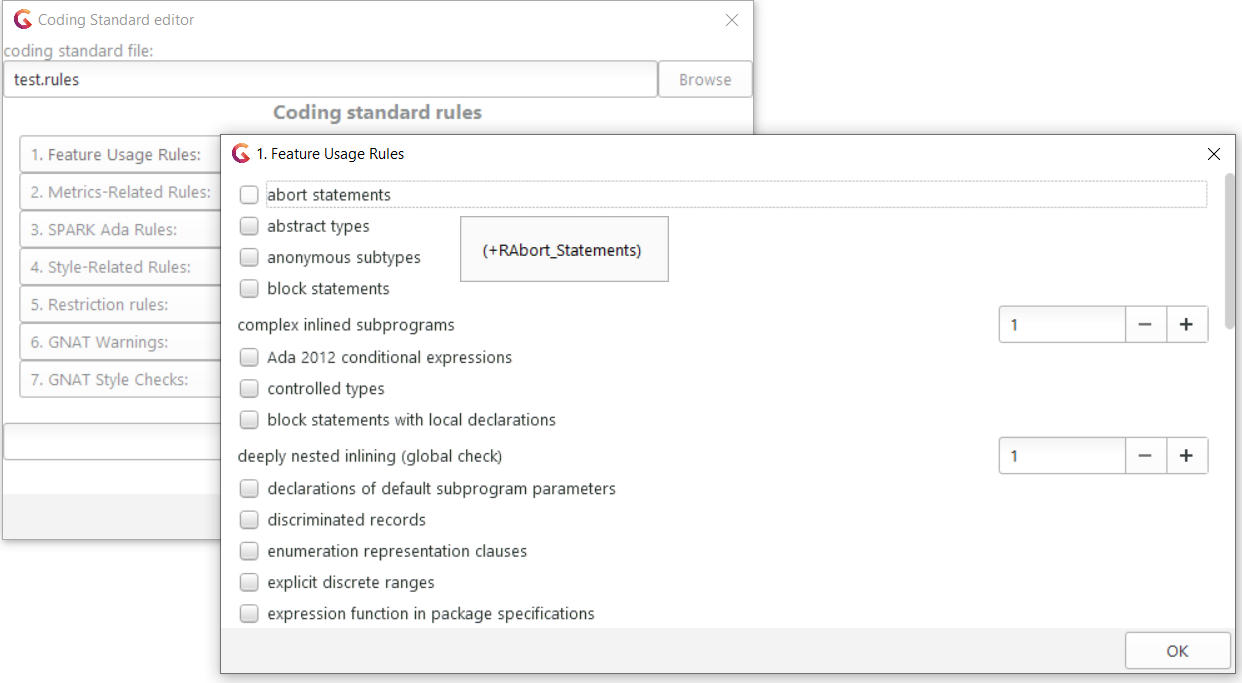 Coding Standard editor
coding standard file:
test.rules
Browse
Coding standard rules
1. Feature Usage Rules:
2. Metrics-Related Rules:
3. SPARK Ada Rules:
4. Style-Related Rules:
5. Restriction rules:
6. GNAT Warnings:
7. GNAT Style Checks:
1. Feature Usage Rules
abort statements
abstract types
(+RAbort_Statements)
anonymous subtypes
block statements
complex inlined subprograms
1
Ada 2012 conditional expressions
controlled types
block statements with local declarations
deeply nested inlining (global check)
1
declarations of default subprogram parameters
discriminated records
enumeration representation clauses
explicit discrete ranges
expression function in package specifications
OK